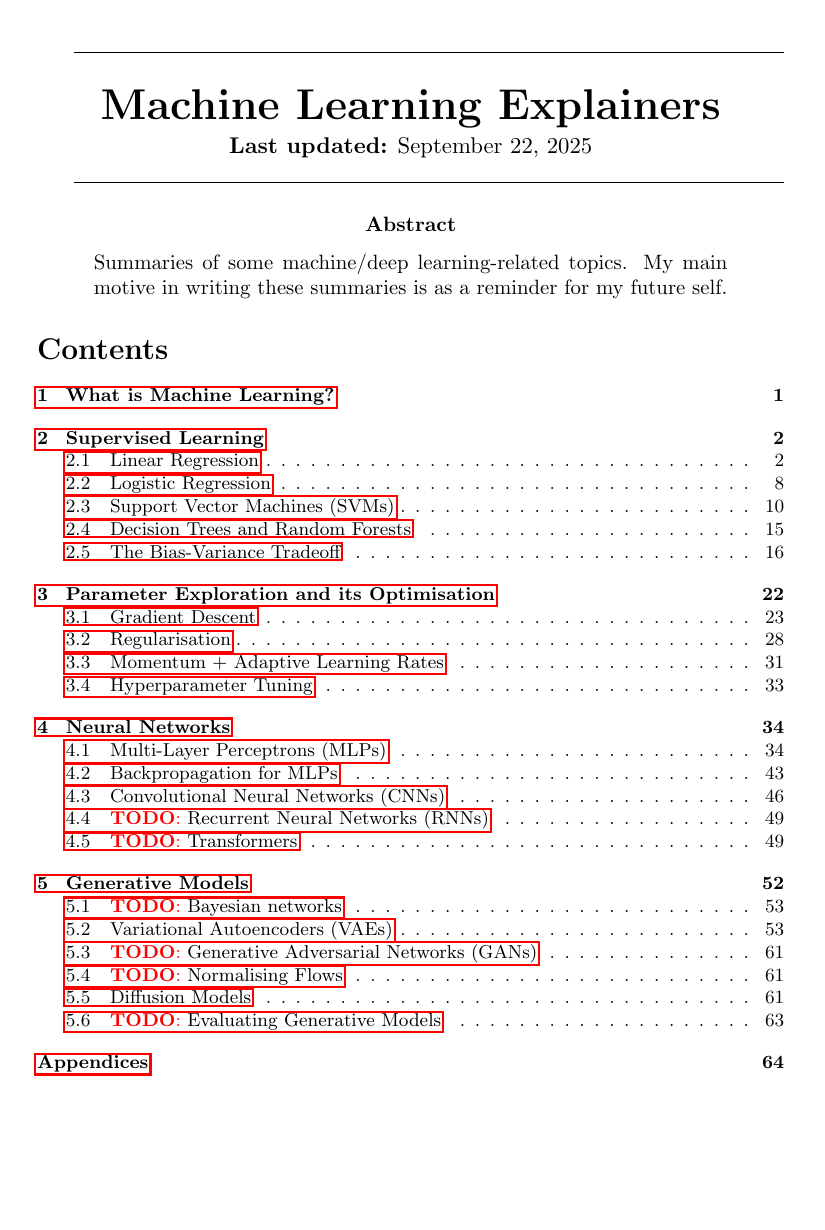 Machine Learning Explainers
Last updated: September 22, 2025
Abstract
Summaries of some machine/deep learning-related topics. My main
motive in writing these summaries is as a reminder for my future self.
Contents
1 What is Machine Learning? 1
2 Supervised Learning 2
2.1 Linear Regression . . . . . . . . . . . . . . . . . . . . . . . . . . . . . . . . . 2
2.2 Logistic Regression . . . . . . . . . . . . . . . . . . . . . . . . . . . . . . . . 8
2.3 Support Vector Machines (SVMs) . . . . . . . . . . . . . . . . . . . . . . . . 10
2.4 Decision Trees and Random Forests . . . . . . . . . . . . . . . . . . . . . . 15
2.5 The Bias-Variance Tradeoff . . . . . . . . . . . . . . . . . . . . . . . . . . . 16
3 Parameter Exploration and its Optimisation 22
3.1 Gradient Descent . . . . . . . . . . . . . . . . . . . . . . . . . . . . . . . . . 23
3.2 Regularisation . . . . . . . . . . . . . . . . . . . . . . . . . . . . . . . . . . . 28
3.3 Momentum + Adaptive Learning Rates . . . . . . . . . . . . . . . . . . . . 31
3.4 Hyperparameter Tuning . . . . . . . . . . . . . . . . . . . . . . . . . . . . . 33
4 Neural Networks 34
4.1 Multi-Layer Perceptrons (MLPs) . . . . . . . . . . . . . . . . . . . . . . . . 34
4.2 Backpropagation for MLPs . . . . . . . . . . . . . . . . . . . . . . . . . . . 43
4.3 Convolutional Neural Networks (CNNs) . . . . . . . . . . . . . . . . . . . . 46
4.4 TODO: Recurrent Neural Networks (RNNs) . . . . . . . . . . . . . . . . . 49
4.5 TODO: Transformers . . . . . . . . . . . . . . . . . . . . . . . . . . . . . . 49
5 Generative Models 52
5.1 TODO: Bayesian networks . . . . . . . . . . . . . . . . . . . . . . . . . . . 53
5.2 Variational Autoencoders (VAEs) . . . . . . . . . . . . . . . . . . . . . . . . 53
5.3 TODO: Generative Adversarial Networks (GANs) . . . . . . . . . . . . . . 61
5.4 TODO: Normalising Flows . . . . . . . . . . . . . . . . . . . . . . . . . . . 61
5.5 Diffusion Models . . . . . . . . . . . . . . . . . . . . . . . . . . . . . . . . . 61
5.6 TODO: Evaluating Generative Models . . . . . . . . . . . . . . . . . . . . 63
Appendices 64